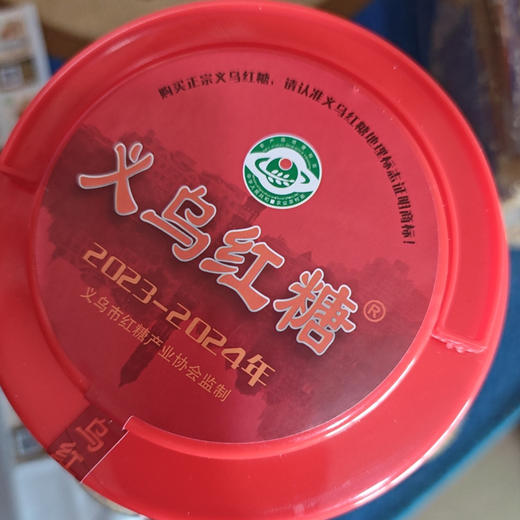 购买正宗义乌红糖，请认准义乌红糖地理标志证明商标！
义乌红糖®
2023-2024年
义乌市红糖产业协会监制
乌红